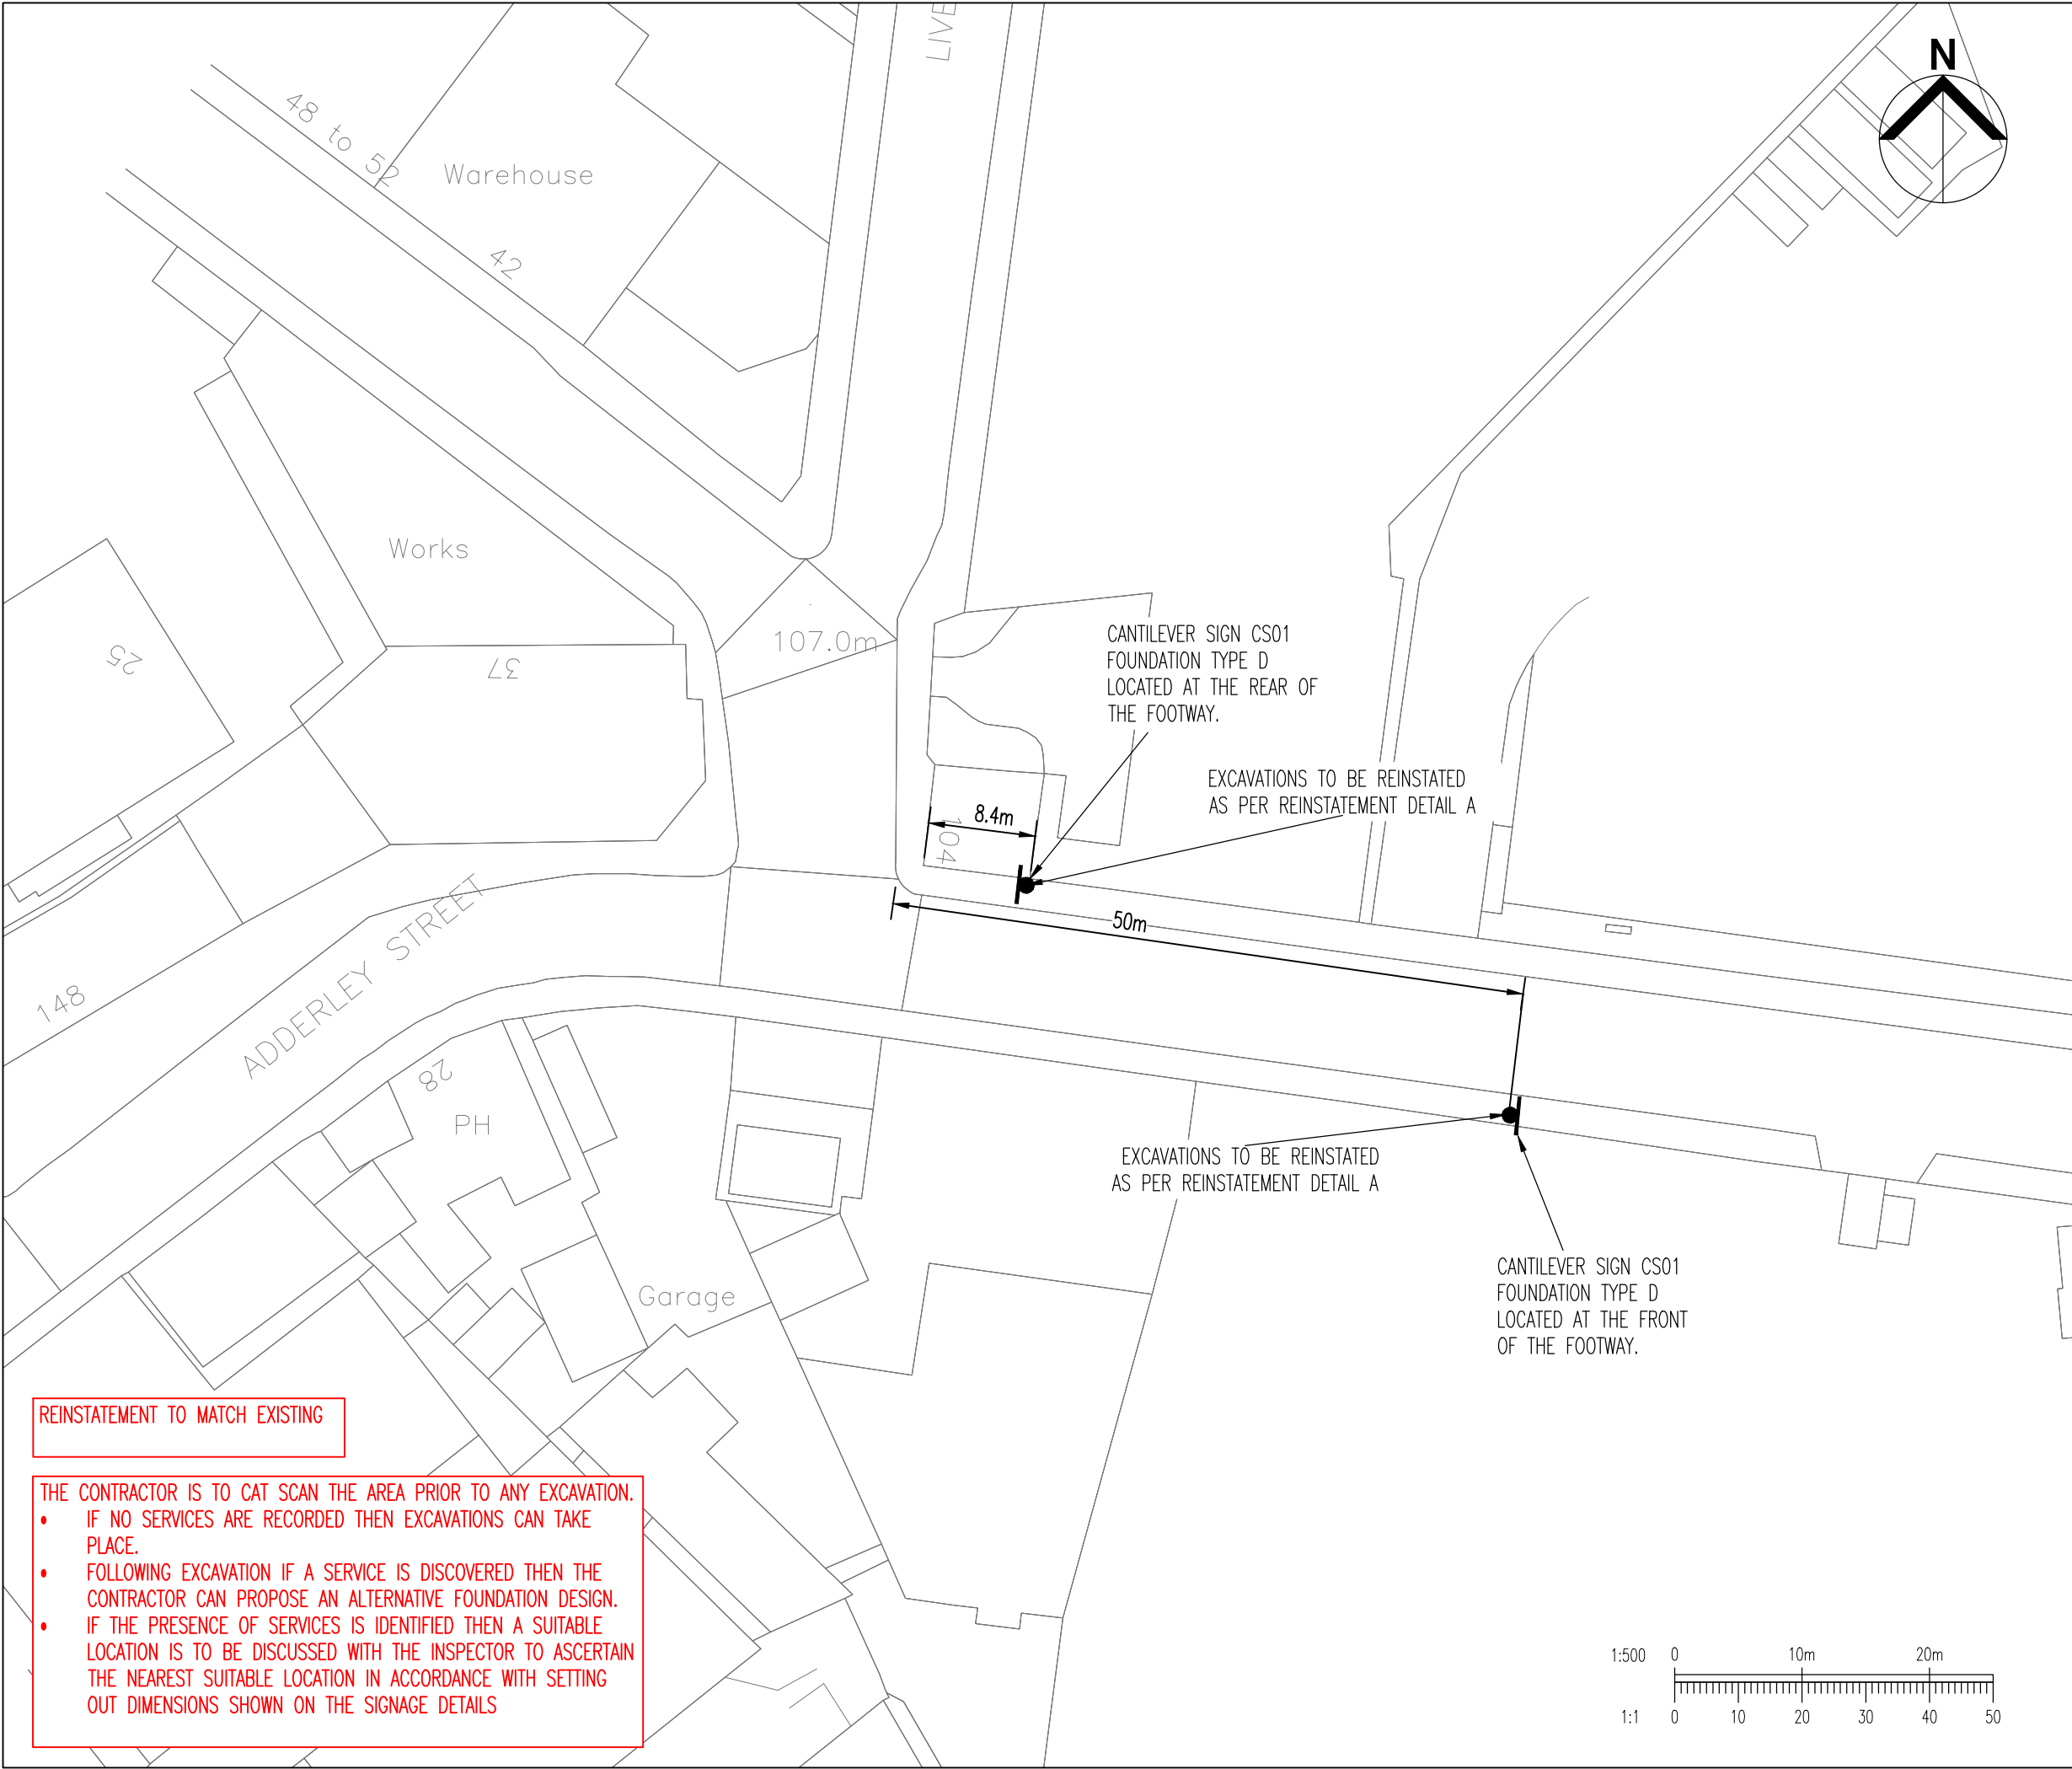 LIVE
N
48 to 52
Warehouse
42
Works
25
37
107.0m
CANTILEVER SIGN CS01
FOUNDATION TYPE D
LOCATED AT THE REAR OF
THE FOOTWAY.
EXCAVATIONS TO BE REINSTATED
AS PER REINSTATEMENT DETAIL A
8.4m
104
50m
ADDERLEY STREET
148
28
PH
EXCAVATIONS TO BE REINSTATED
AS PER REINSTATEMENT DETAIL A
CANTILEVER SIGN CS01
FOUNDATION TYPE D
LOCATED AT THE FRONT
OF THE FOOTWAY.
Garage
REINSTATEMENT TO MATCH EXISTING
THE CONTRACTOR IS TO CAT SCAN THE AREA PRIOR TO ANY EXCAVATION.
• IF NO SERVICES ARE RECORDED THEN EXCAVATIONS CAN TAKE
PLACE.
• FOLLOWING EXCAVATION IF A SERVICE IS DISCOVERED THEN THE
CONTRACTOR CAN PROPOSE AN ALTERNATIVE FOUNDATION DESIGN.
• IF THE PRESENCE OF SERVICES IS IDENTIFIED THEN A SUITABLE
LOCATION IS TO BE DISCUSSED WITH THE INSPECTOR TO ASCERTAIN
THE NEAREST SUITABLE LOCATION IN ACCORDANCE WITH SETTING
OUT DIMENSIONS SHOWN ON THE SIGNAGE DETAILS
1:500 0 10m 20m
1:1 0 10 20 30 40 50